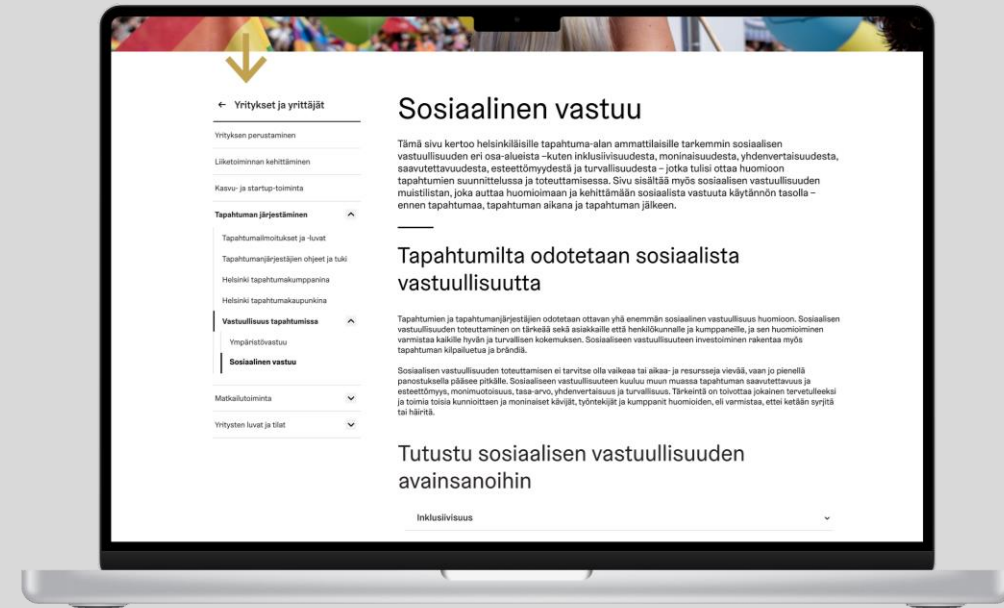 ← Yritykset ja yrittäjät
Yrityksen perustaminen
Liiketoiminnan kehittäminen
Kasvu- ja startup-toiminta
Tapahtuman järjestäminen
Tapahtumailmoitukset ja -luvat
Tapahtumanjärjestäjien ohjeet ja tuki
Helsinki tapahtumakumppanina
Helsinki tapahtumakaupunkina
Vastuullisuus tapahtumissa
Ympäristövastuu
Sosiaalinen vastuu
Matkailutoiminta
Yritysten luvat ja tilat
Sosiaalinen vastuu
Tämä sivu kertoo helsinkiläisille tapahtuma-alan ammattilaisille tarkemmin sosiaalisen
vastuullisuuden eri osa-alueista –kuten inklusiivisuudesta, moninaisuudesta, yhdenvertaisuudesta,
saavutettavuudesta, esteettömyydestä ja turvallisuudesta – jotka tulisi ottaa huomioon
tapahtumien suunnittelussa ja toteuttamisessa. Sivu sisältää myös sosiaalisen vastuullisuuden
muistilistan, joka auttaa huomioimaan ja kehittämään sosiaalista vastuuta käytännön tasolla –
ennen tapahtumaa, tapahtuman aikana ja tapahtuman jälkeen.
Tapahtumilta odotetaan sosiaalista
vastuullisuutta
Tapahtumien ja tapahtumanjärjestäjien odotetaan ottavan yhä enemmän sosiaalinen vastuullisuus huomioon. Sosiaalisen
vastuullisuuden toteuttaminen on tärkeää sekä asiakkaille että henkilökunnalle ja kumppaneille, ja sen huomioiminen
varmistaa kaikille hyvän ja turvallisen kokemuksen. Sosiaaliseen vastuullisuuteen investoiminen rakentaa myös
tapahtuman kilpailuetua ja brändiä.
Sosiaalisen vastuullisuuden toteuttamisen ei tarvitse olla vaikeaa tai aikaa- ja resursseja vievää, vaan jo pienellä
panostuksella pääsee pitkälle. Sosiaaliseen vastuullisuuteen kuuluu muun muassa tapahtuman saavutettavuus ja
esteettömyys, monimuotoisuus, tasa-arvo, yhdenvertaisuus ja turvallisuus. Tärkeintä on toivottaa jokainen tervetulleeksi
ja toimia toisia kunnioittaen ja moninaiset kävijät, työntekijät ja kumppanit huomioiden, eli varmistaa, ettei ketään syrjitä
tai häiritä.
Tutustu sosiaalisen vastuullisuuden
avainsanoihin
Inklusiivisuus